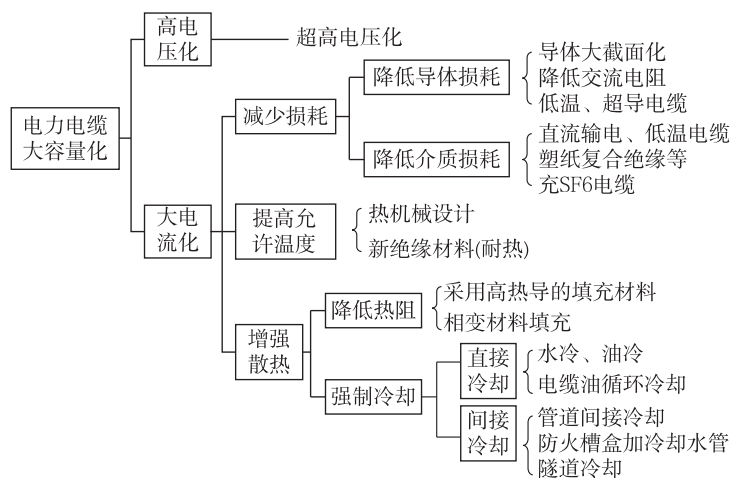 高电
压化
超高电压化
导体大截面化
降低导体损耗
降低交流电阻
低温、超导电缆
电力电缆
大容量化
减少损耗
直流输电、低温电缆
降低介质损耗
塑纸复合绝缘等
充SF6电缆
大电
流化
提高允
许温度
热机械设计
新绝缘材料(耐热)
增强
散热
降低热阻
采用高热导的填充材料
相变材料填充
强制冷却
直接
冷却
水冷、油冷
电缆油循环冷却
间接
冷却
管道间接冷却
防火槽盒加冷却水管
隧道冷却